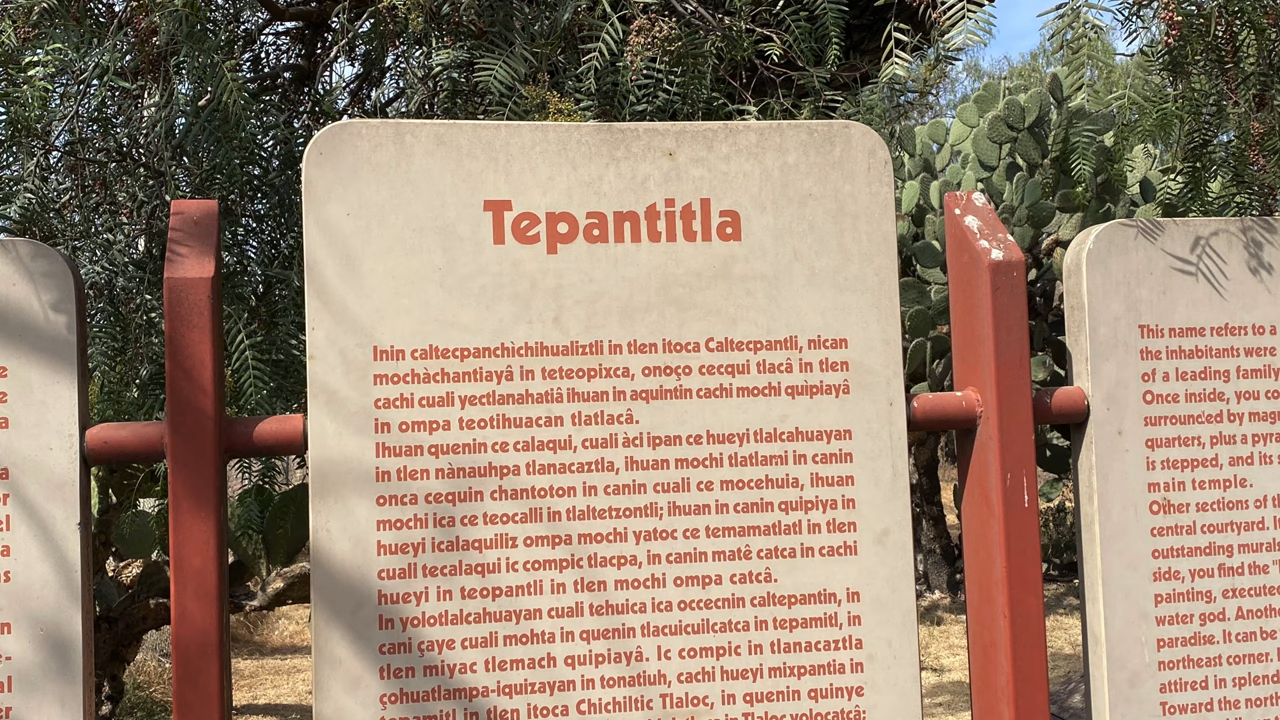 Tepantitla
Inin caltecpanchìchihualiztli in tlen itoca Caltecpantli, nican
mochàchantiayâ in teteopixca, onoço cecqui tlacâ in tlen
cachi cuali yectlanahatiâ ihuan in aquintin cachi mochi quìpiayâ
in ompa teotihuacan tlatlacâ.
Ihuan quenin ce calaqui, cuali àci ipan ce hueyi tlalcahuayan
in tlen nànauhpa tlanacaztla, ihuan mochi tlatlami in canin
onca cequin chantoton in canin cuali ce mocehuia, ihuan
mochi ica ce teocalli in tlaltetzontli; ihuan in canin quipiya in
hueyi icalaquiliz ompa mochi yatoc ce temamatlatl in tlen
cuali tecalaqui ic compic tlacpa, in canin matê catca in cachi
hueyi in teopantli in tlen mochi ompa catcâ.
In yolotlalcahuayan cuali tehuica ica occecnin caltepantin, in
cani çaye cuali mohta in quenin tlacuicuilçatca in tepamitl, in
tlen miyac tlemach quipiayâ. Ic compic in tlanacaztla
çohuatlampa-iquizayan in tonatiuh, cachi hueyi mixpantia in
tepamitl in tlen itoca Chichiltic Tlaloc, in quenin quinye
in Tlaloc yolocatcâ;
This name refers to a
the inhabitants were
of a leading family
Once inside, you co
surrounded by mag
quarters, plus a pyr
is stepped, and its s
main temple.
Other sections of t
central courtyard. I
outstanding mural
side, you find the "
painting, execute
water god. Anoth
paradise. It can be
northeast corner.
attired in splend
Toward the north